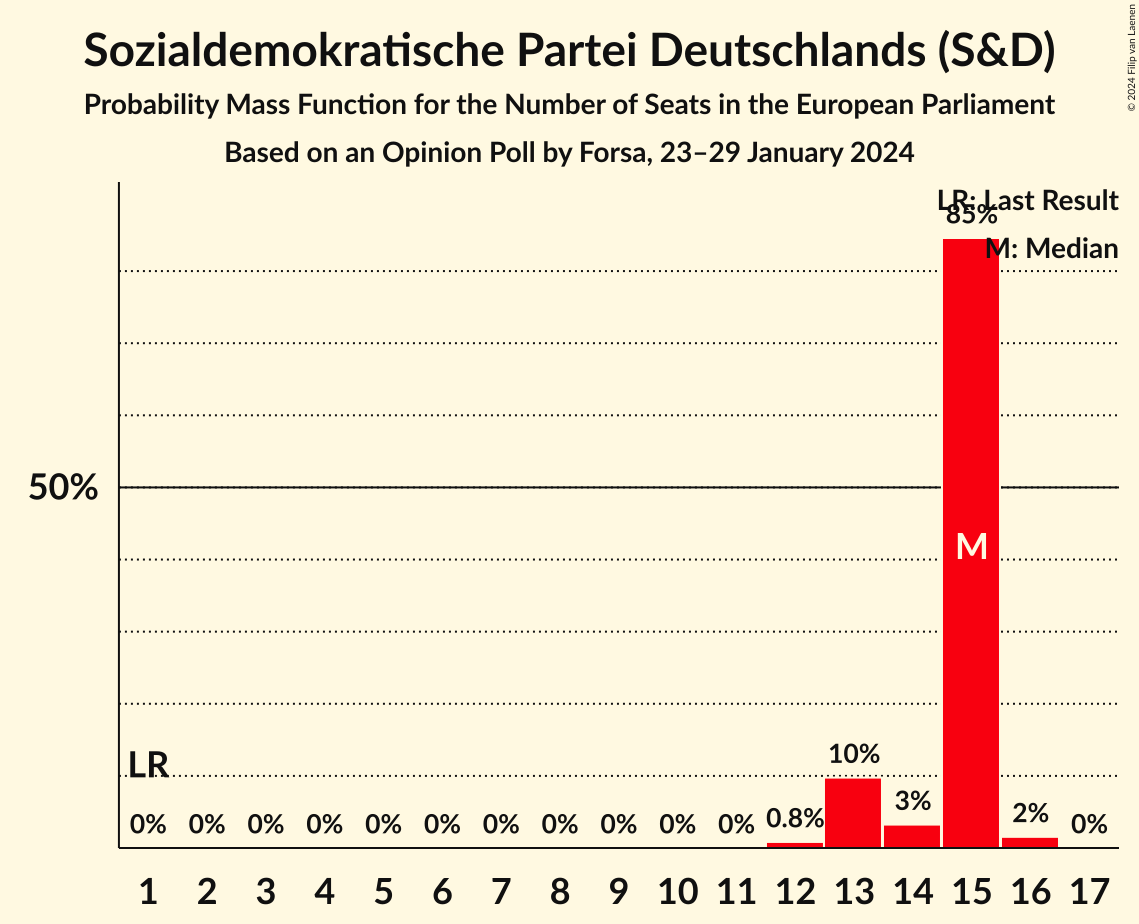 Sozialdemokratische Partei Deutschlands (S&D)
Probability Mass Function for the Number of Seats in the European Parliament
Based on an Opinion Poll by Forsa, 23–29 January 2024
© 2024 Filip van Laenen
LR: Last Result
85%
M: Median
50%
M
LR
10%
3%
2%
0.8%
0% 0% 0% 0% 0% 0% 0% 0% 0% 0% 0% 0%
1 2 3 4 5 6 7 8 9 10 11 12 13 14 15 16 17